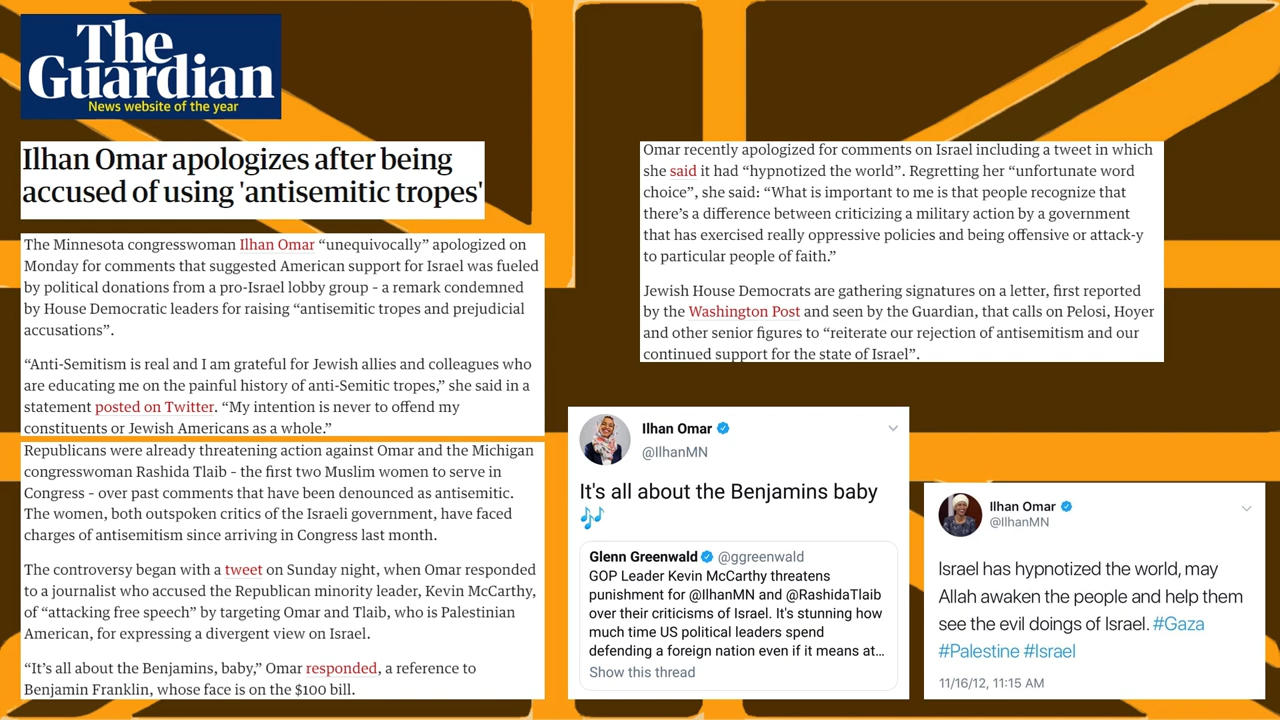 The
Guardian
News website of the year
Ilhan Omar apologizes after being
accused of using 'antisemitic tropes'
The Minnesota congresswoman Ilhan Omar “unequivocally” apologized on
Monday for comments that suggested American support for Israel was fueled
by political donations from a pro-Israel lobby group – a remark condemned
by House Democratic leaders for raising “antisemitic tropes and prejudicial
accusations”.
“Anti-Semitism is real and I am grateful for Jewish allies and colleagues who
are educating me on the painful history of anti-Semitic tropes,” she said in a
statement posted on Twitter. “My intention is never to offend my
constituents or Jewish Americans as a whole.”
Republicans were already threatening action against Omar and the Michigan
congresswoman Rashida Tlaib – the first two Muslim women to serve in
Congress – over past comments that have been denounced as antisemitic.
The women, both outspoken critics of the Israeli government, have faced
charges of antisemitism since arriving in Congress last month.
The controversy began with a tweet on Sunday night, when Omar responded
to a journalist who accused the Republican minority leader, Kevin McCarthy,
of “attacking free speech” by targeting Omar and Tlaib, who is Palestinian
American, for expressing a divergent view on Israel.
“It’s all about the Benjamins, baby,” Omar responded, a reference to
Benjamin Franklin, whose face is on the $100 bill.
Omar recently apologized for comments on Israel including a tweet in which
she said it had “hypnotized the world”. Regretting her “unfortunate word
choice”, she said: “What is important to me is that people recognize that
there’s a difference between criticizing a military action by a government
that has exercised really oppressive policies and being offensive or attack-y
to particular people of faith.”
Jewish House Democrats are gathering signatures on a letter, first reported
by the Washington Post and seen by the Guardian, that calls on Pelosi, Hoyer
and other senior figures to “reiterate our rejection of antisemitism and our
continued support for the state of Israel”.
Ilhan Omar
@IlhanMN
It's all about the Benjamins baby
🎶
Glenn Greenwald @ggreenwald
GOP Leader Kevin McCarthy threatens
punishment for @IlhanMN and @RashidaTlaib
over their criticisms of Israel. It's stunning how
much time US political leaders spend
defending a foreign nation even if it means at...
Show this thread
Ilhan Omar
@IlhanMN
Israel has hypnotized the world, may
Allah awaken the people and help them
see the evil doings of Israel. #Gaza
#Palestine #Israel
11/16/12, 11:15 AM